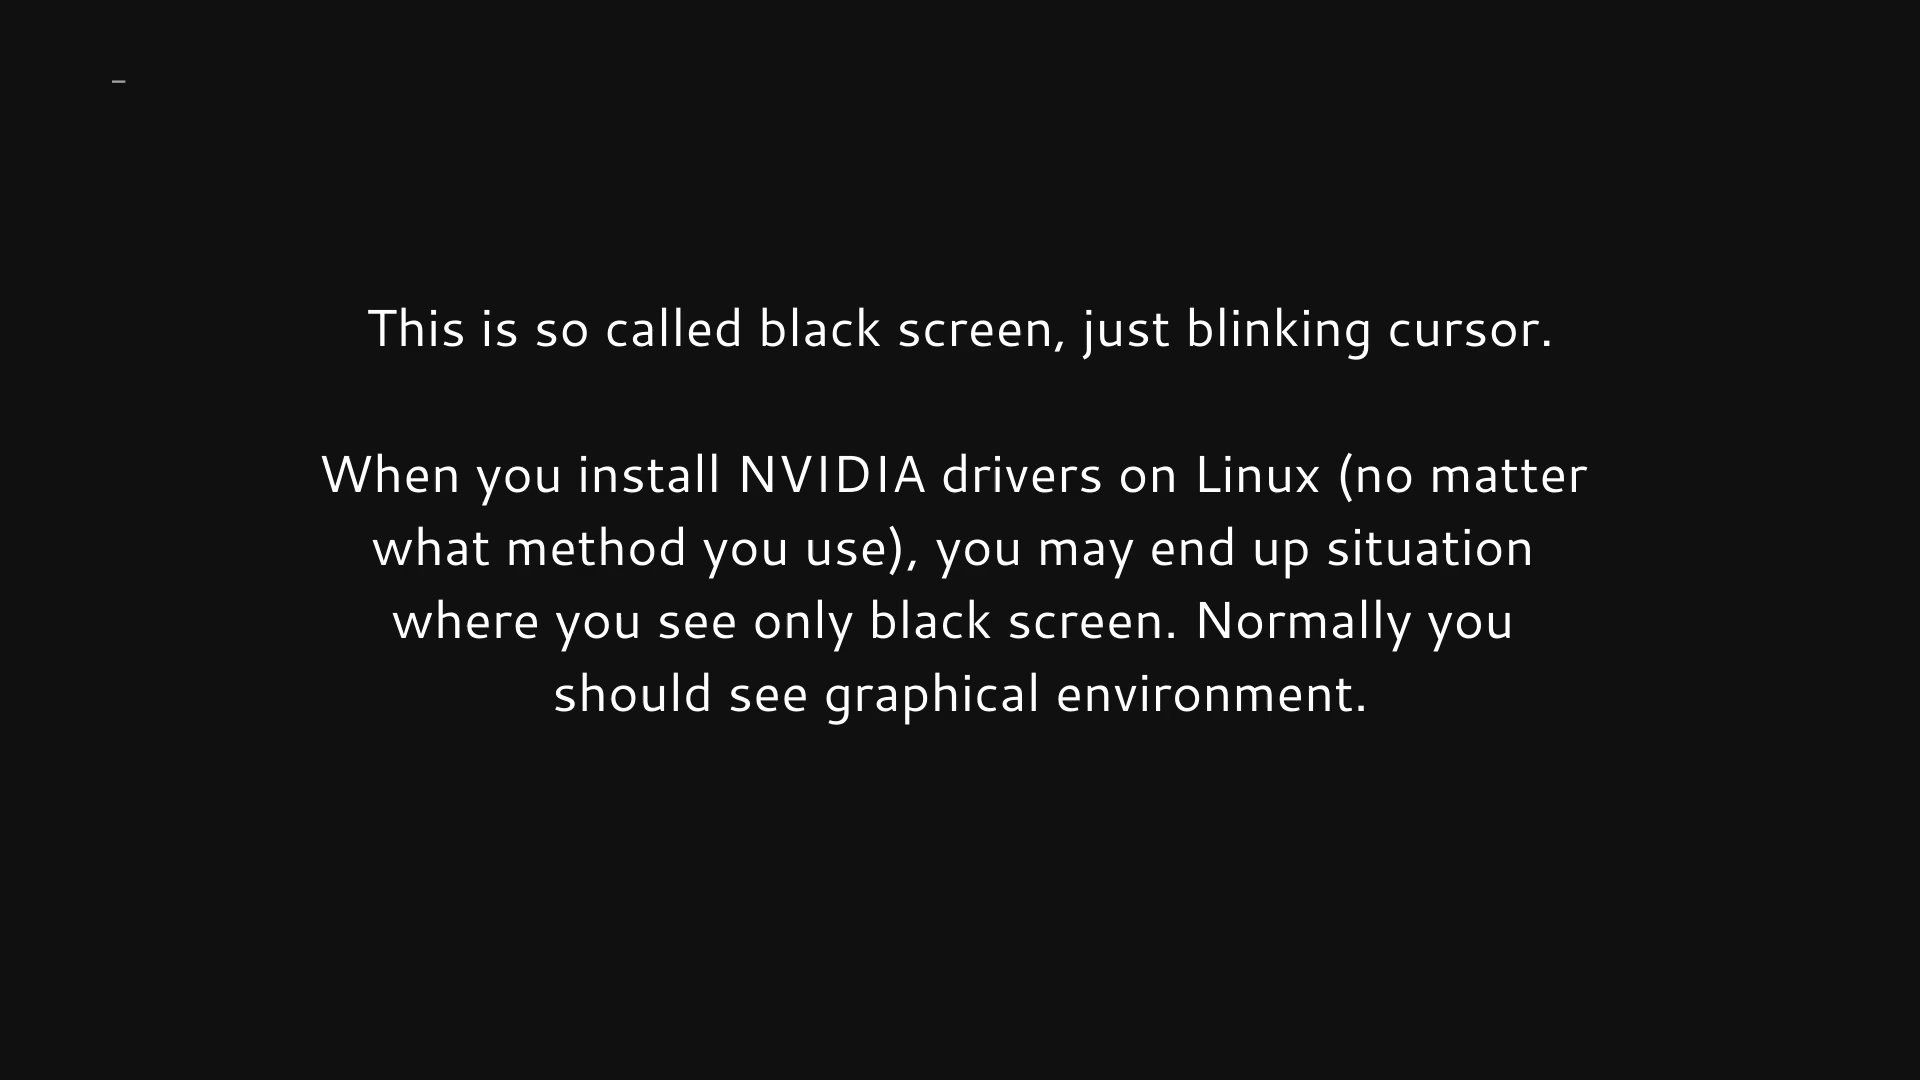 _
This is so called black screen, just blinking cursor.
When you install NVIDIA drivers on Linux (no matter
what method you use), you may end up situation
where you see only black screen. Normally you
should see graphical environment.